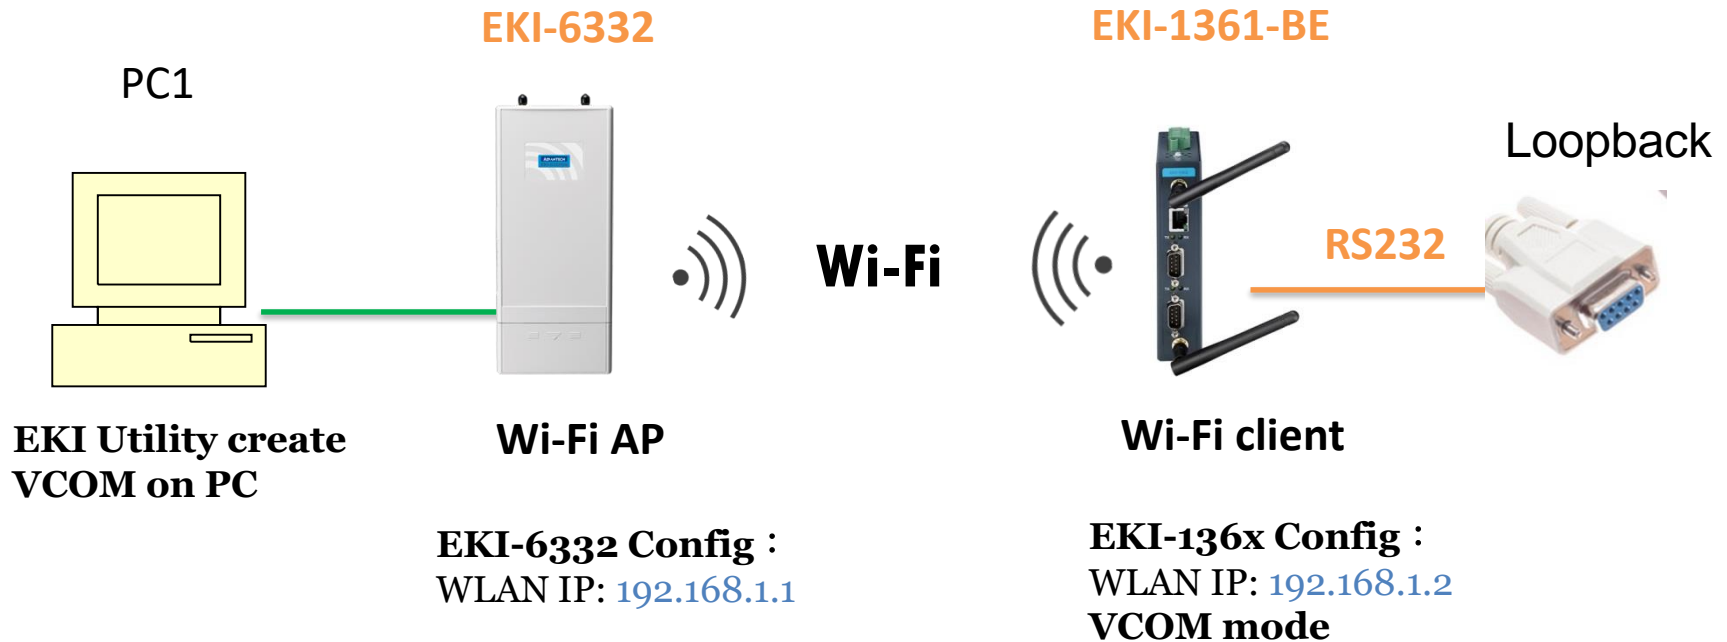 EKI-6332
EKI-1361-BE
PC1
Loopback
ADVANTECH
Wi-Fi
RS232
EKI Utility create
VCOM on PC
Wi-Fi AP
Wi-Fi client
EKI-6332 Config：
WLAN IP: 192.168.1.1
EKI-136x Config：
WLAN IP: 192.168.1.2
VCOM mode